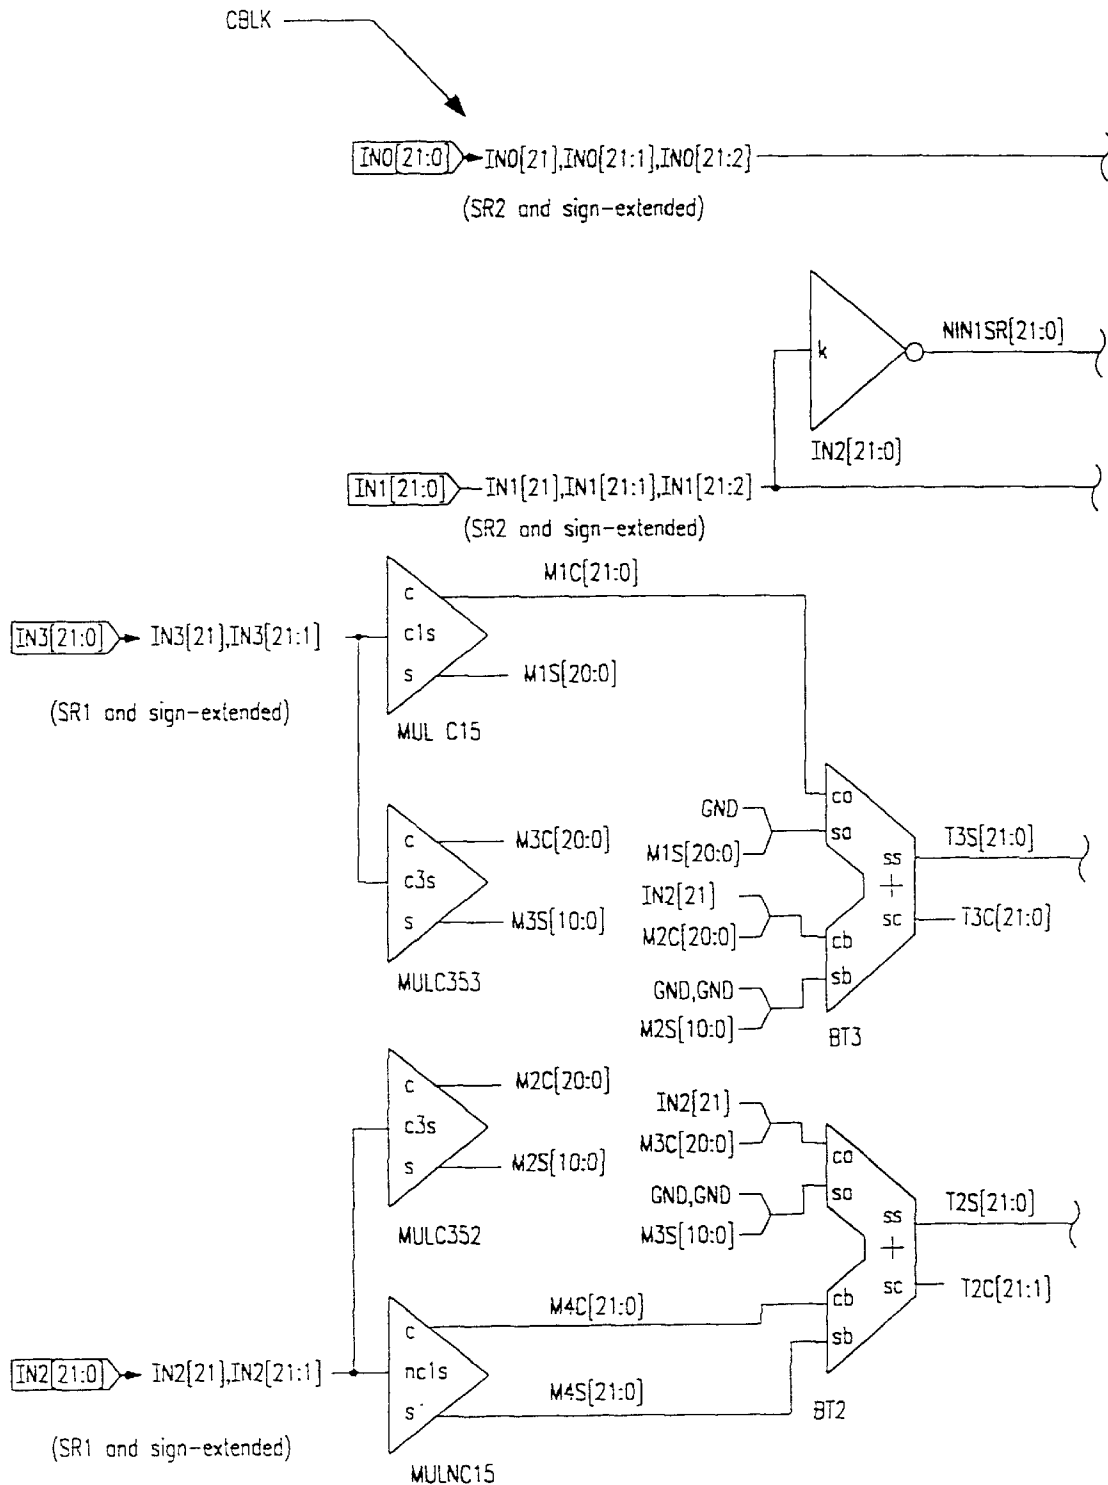 CBLK
IN0[21:0] IN0[21],IN0[21:1],IN0[21:2]
(SR2 and sign-extended)
k
NIN1SR[21:0]
IN2[21:0]
IN1[21:0] IN1[21],IN1[21:1],IN1[21:2]
(SR2 and sign-extended)
IN3[21:0] IN3[21],IN3[21:1]
(SR1 and sign-extended)
c
c1s
s
M1C[21:0]
M1S[20:0]
MUL C15
c
c3s
s
M3C[20:0]
M3S[10:0]
MULC353
GND
M1S[20:0]
IN2[21]
M2C[20:0]
GND,GND
M2S[10:0]
ca
sa
cb
sb
ss
+
sc
T3S[21:0]
T3C[21:0]
BT3
c
c3s
s
M2C[20:0]
M2S[10:0]
MULC352
IN2[21]
M3C[20:0]
GND,GND
M3S[10:0]
ca
sa
cb
sb
ss
+
sc
T2S[21:0]
T2C[21:1]
BT2
IN2[21:0] IN2[21],IN2[21:1]
(SR1 and sign-extended)
c
nc1s
s
M4C[21:0]
M4S[21:0]
MULNC15